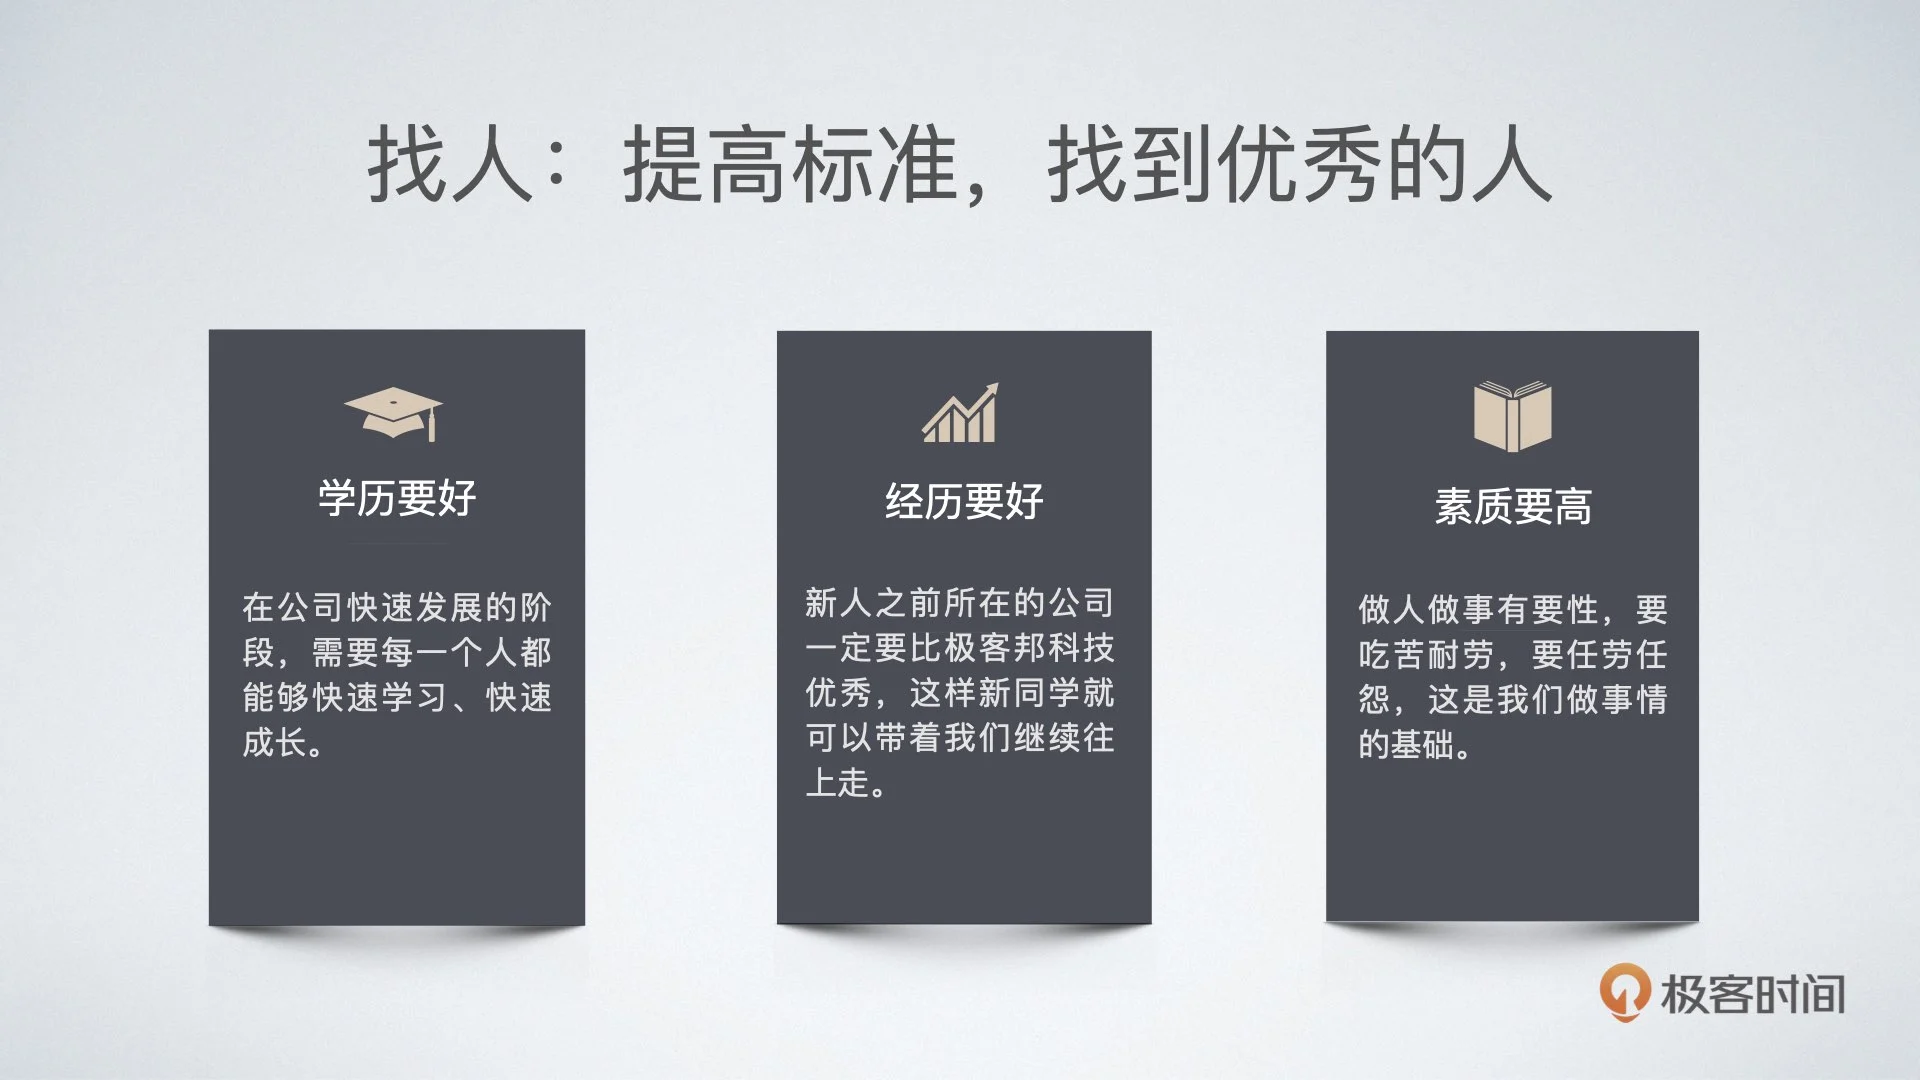 找人：提高标准，找到优秀的人
学历要好
在公司快速发展的阶
段，需要每一个人都
能够快速学习、快速
成长。
经历要好
新人之前所在的公司
一定要比极客邦科技
优秀，这样新同学就
可以带着我们继续往
上走。
素质要高
做人做事有要性，要
吃苦耐劳，要任劳任
怨，这是我们做事情
的基础。
极客时间